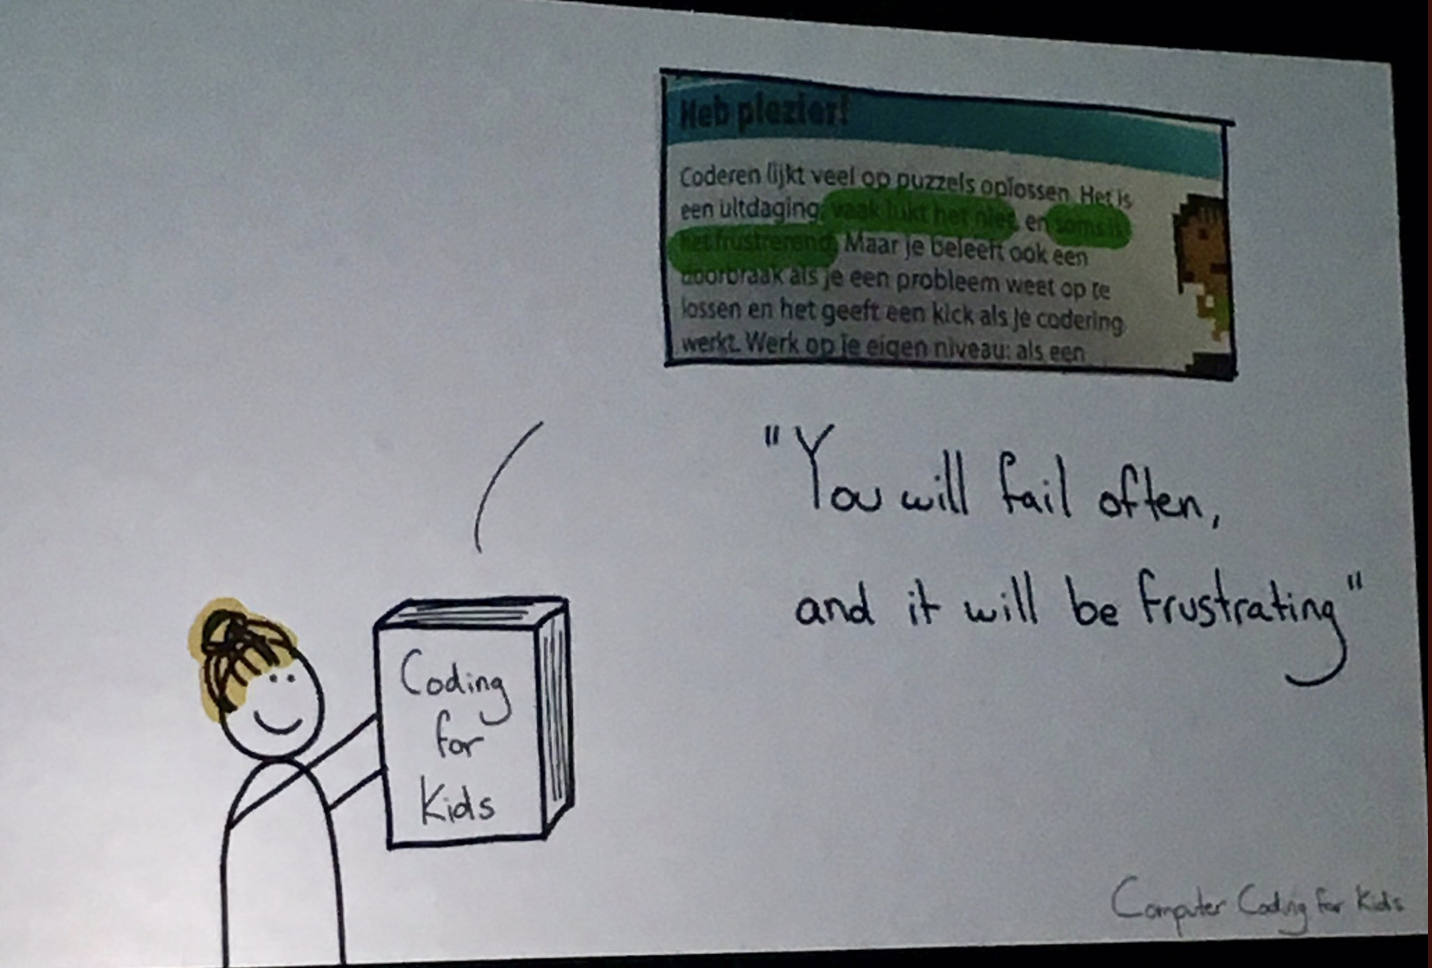 Heb plezier!
Coderen lijkt veel op puzzels oplossen. Het is
een uitdaging, vaak lukt het niet, en soms is
het frustrerend. Maar je beleeft ook een
doorbraak als je een probleem weet op te
lossen en het geeft een kick als je codering
werkt. Werk op je eigen niveau: als een
"You will fail often,
and it will be frustrating"
Coding
for
Kids
Computer Coding for Kids